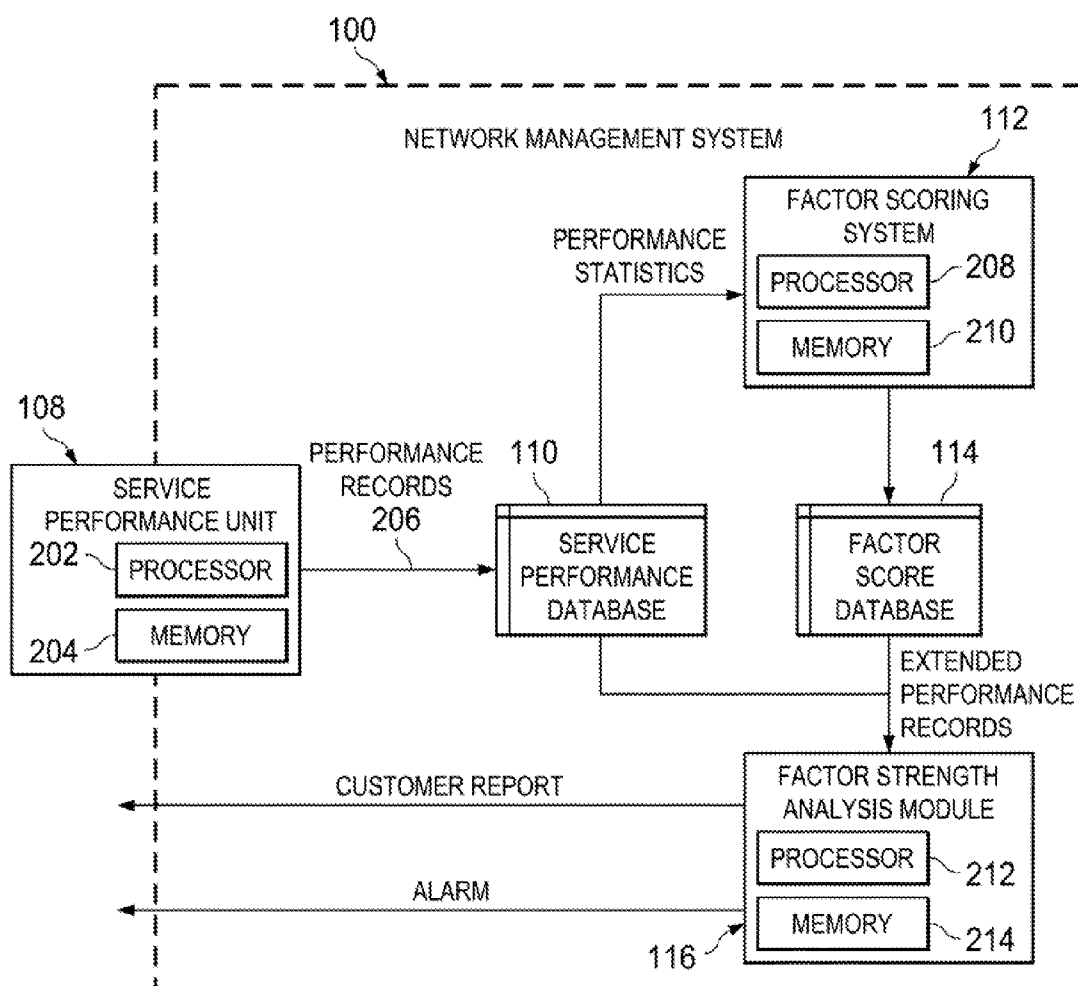 100
NETWORK MANAGEMENT SYSTEM
112
FACTOR SCORING
SYSTEM
PROCESSOR
208
MEMORY
210
PERFORMANCE
STATISTICS
108
SERVICE
PERFORMANCE UNIT
202
PROCESSOR
204
MEMORY
PERFORMANCE
RECORDS
206
110
SERVICE
PERFORMANCE
DATABASE
114
FACTOR
SCORE
DATABASE
EXTENDED
PERFORMANCE
RECORDS
FACTOR STRENGTH
ANALYSIS MODULE
PROCESSOR
212
MEMORY
214
116
CUSTOMER REPORT
ALARM